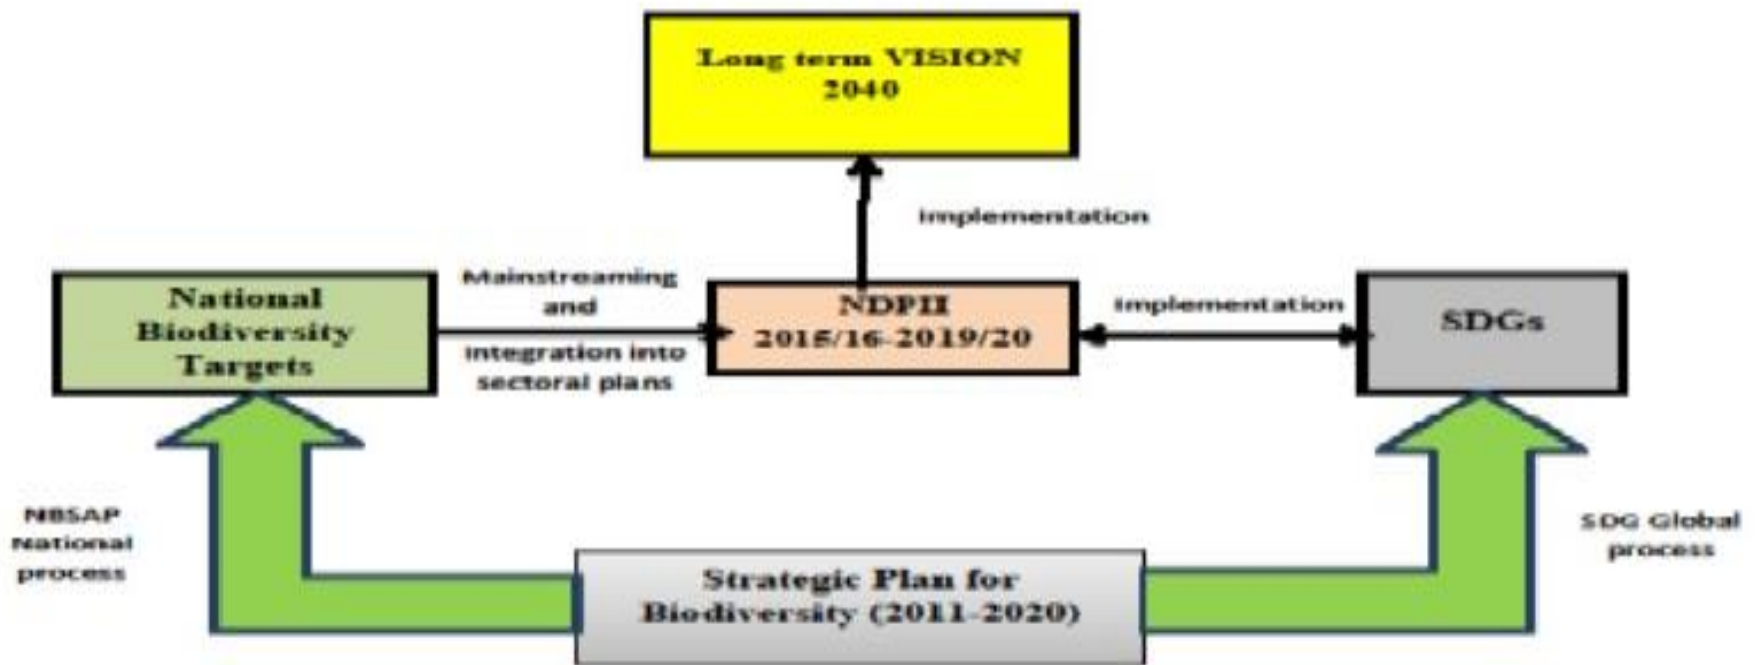 Long term VISION
2040
Implementation
National
Biodiversity
Targets
Mainstreaming
and
Integration into
sectoral plans
NDPII
2015/16-2019/20
Implementation
SDGs
NBSAP
National
process
Strategic Plan for
Biodiversity (2011-2020)
SDG Global
process